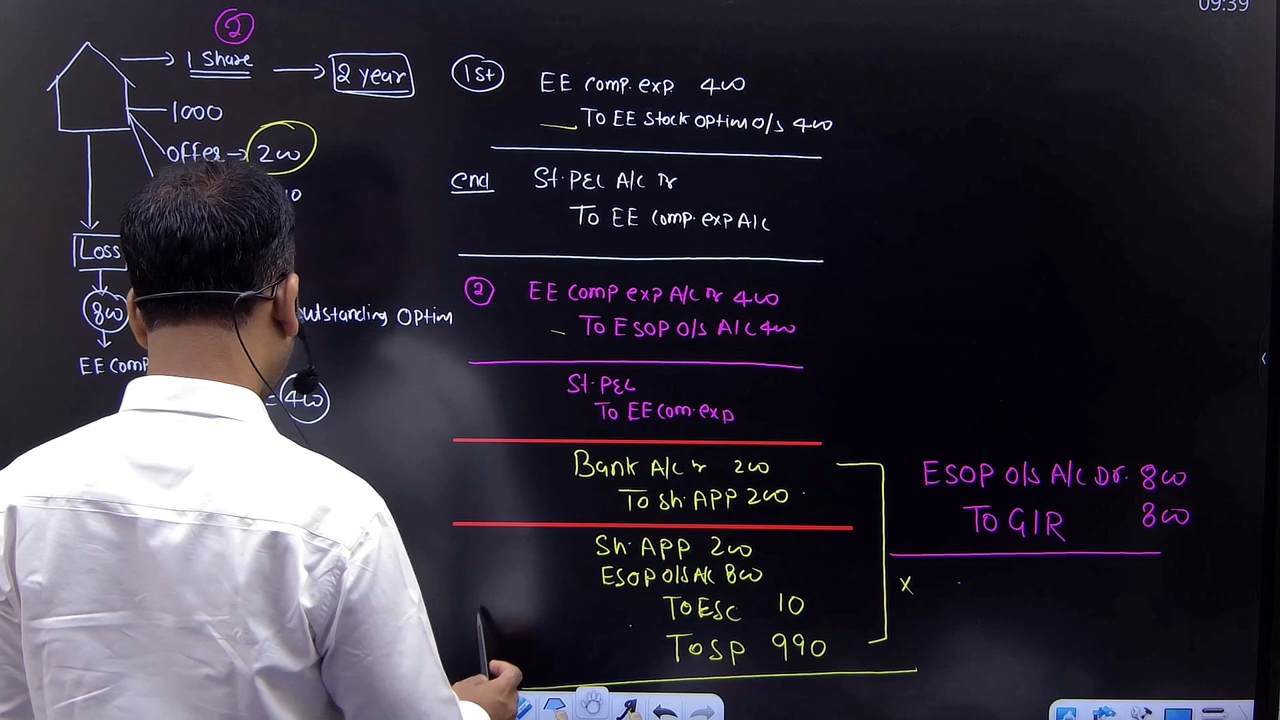 09:39
2
1 Share → 2 year
1000
offer → 200
10
Loss
800
EE Comp
utstanding Option
= 400
1st
EE comp. exp 400
To EE Stock option O/S 400
end St. P&L A/c Dr
To EE comp. exp A/c
2 EE comp exp A/c Dr 400
To ESOP O/s A/c 400
St. P&L
To EE com. exp
Bank A/c Dr 200
To Sh. APP 200
Sh. APP 200
ESOP O/S A/c 800
To ESC 10
To SP 990
ESOP O/s A/c Dr. 800
To G/R 800
x